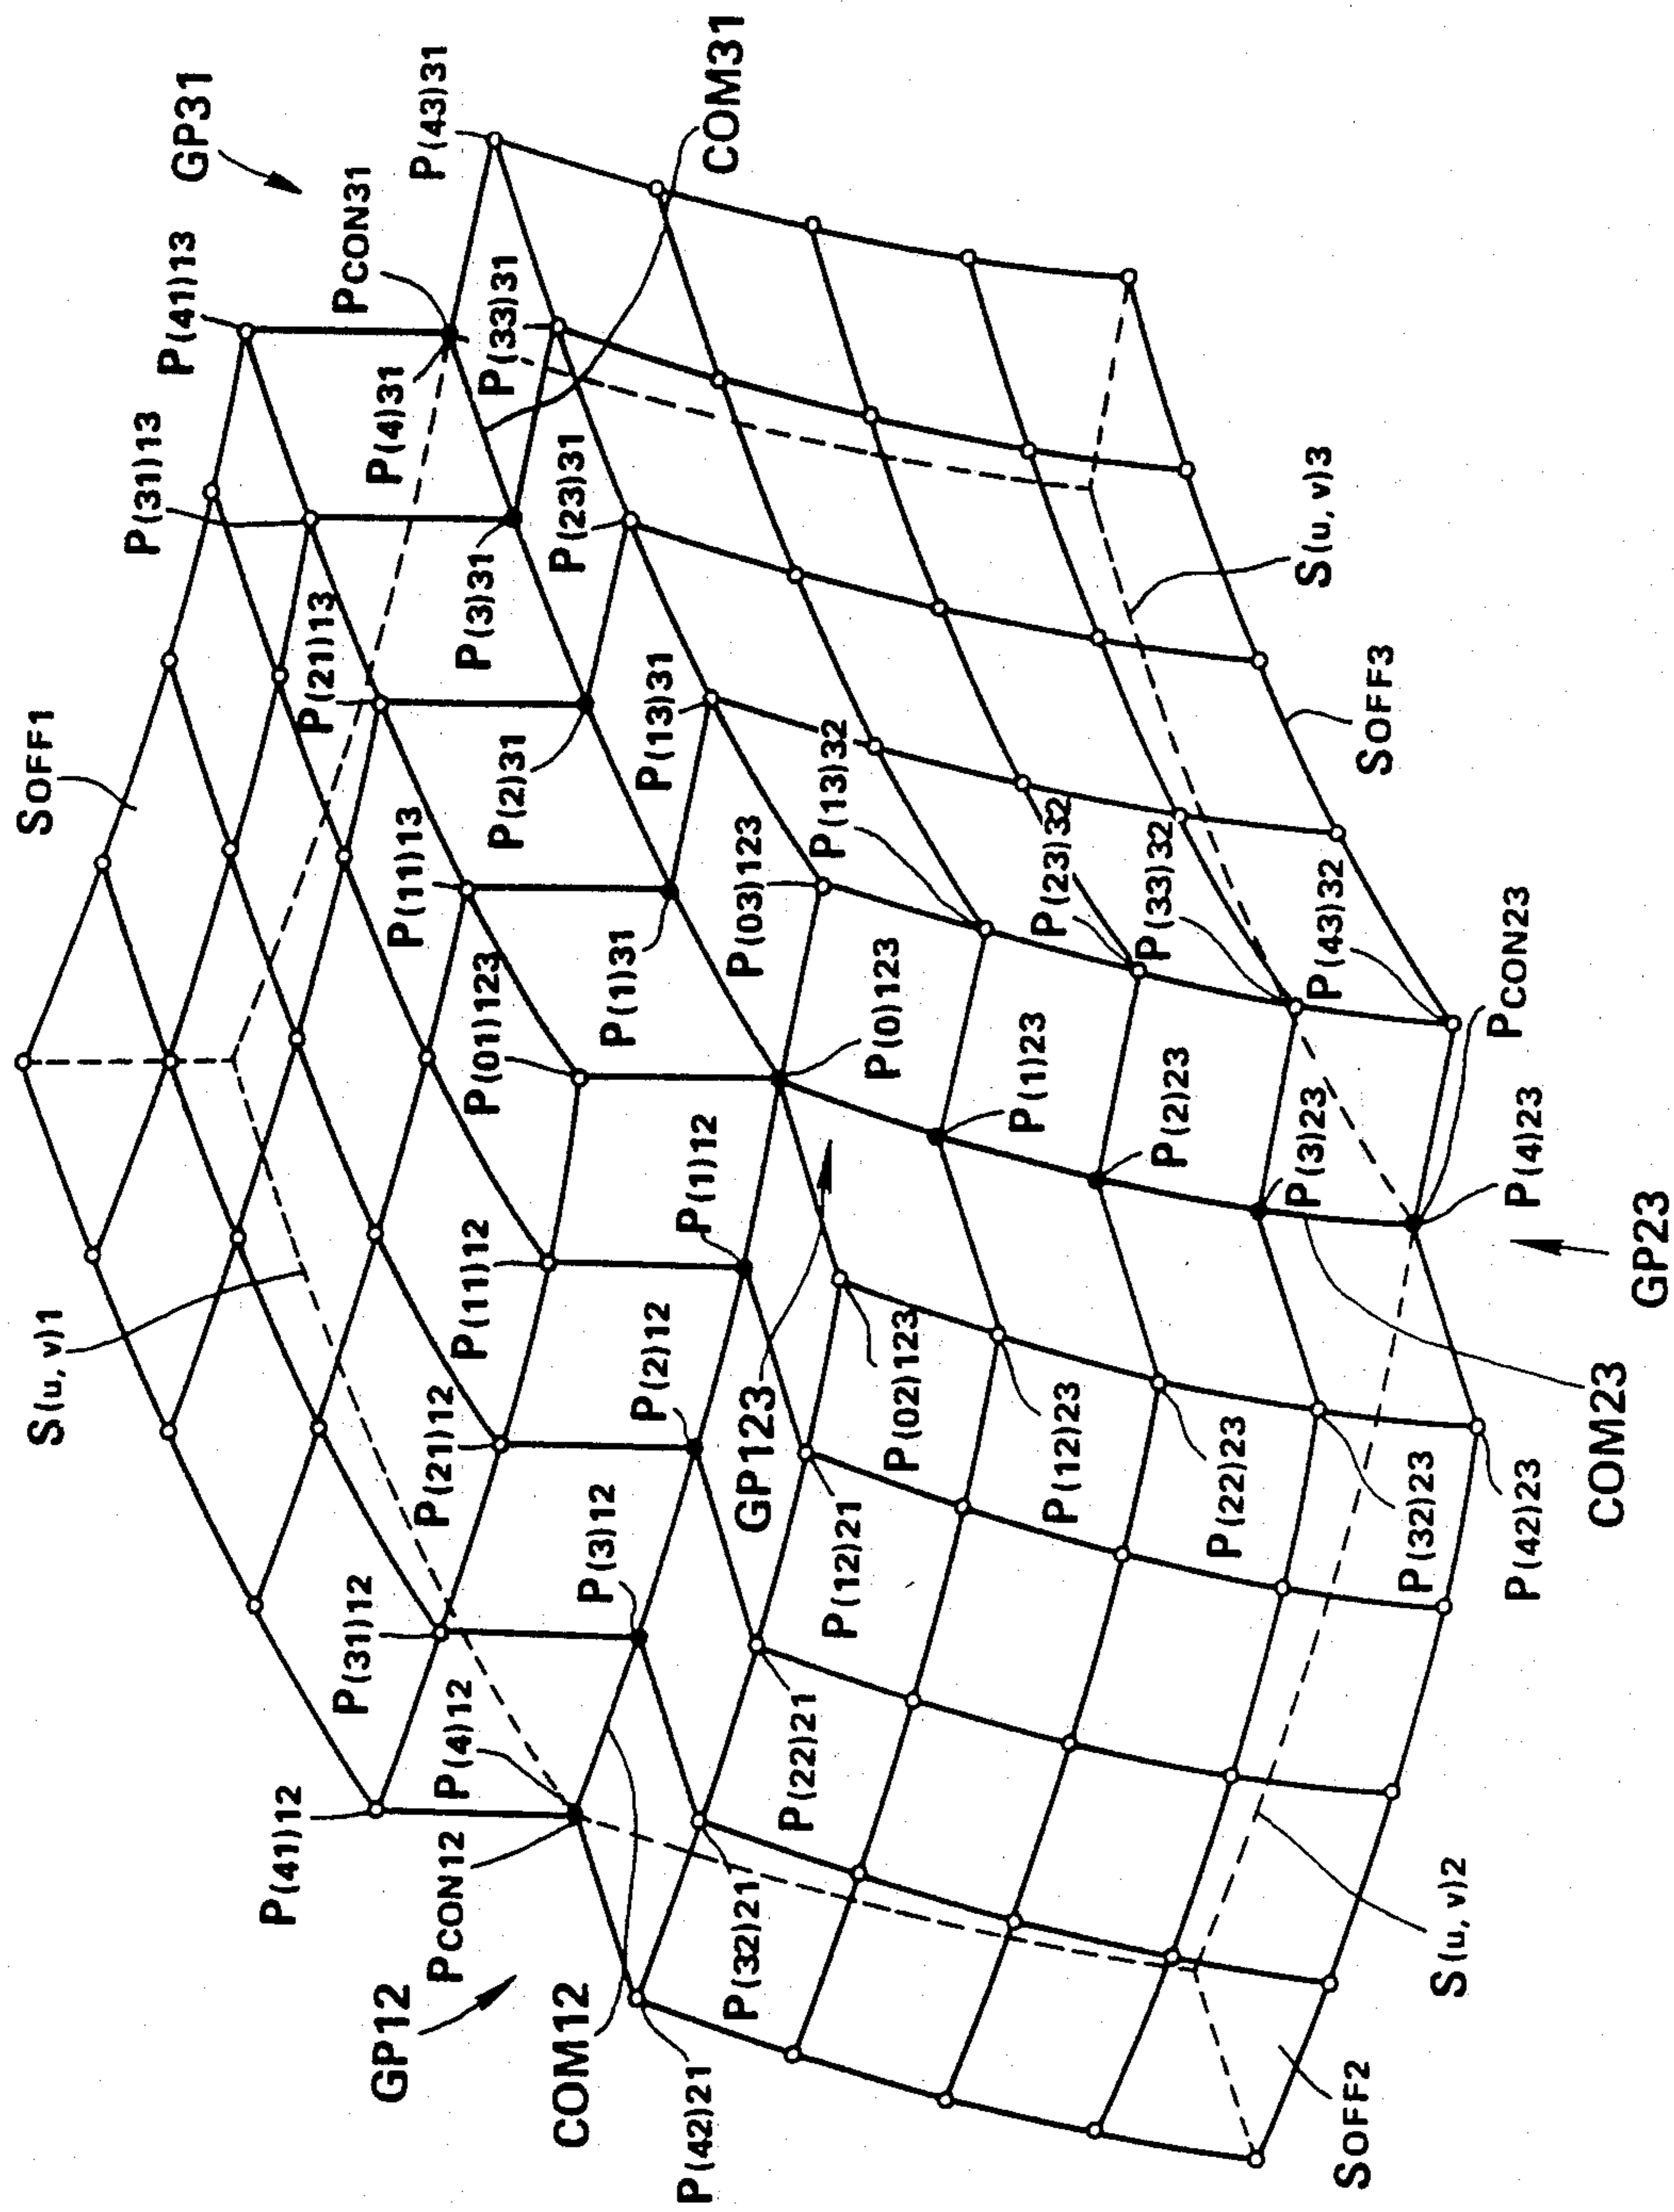 SOFF1
S(u, v)1
P(31)13
P(41)13
GP31
P(21)13
P(4)31
PCON31
P(43)31
P(11)13
P(3)31
P(33)31
COM31
P(01)123
P(2)31
P(23)31
P(1)31
P(13)31
P(11)12
P(03)123
P(13)32
P(21)12
P(1)12
P(0)123
P(23)32
P(31)12
P(2)12
P(1)23
P(33)32
S(u, v)3
P(41)12
P(4)12
P(3)12
GP123
P(2)23
P(43)32
SOFF3
PCON12
P(02)123
P(3)23
PCON23
GP12
P(12)21
P(12)23
P(4)23
COM12
P(22)21
P(22)23
GP23
P(32)21
P(32)23
COM23
P(42)21
P(42)23
S(u, v)2
SOFF2